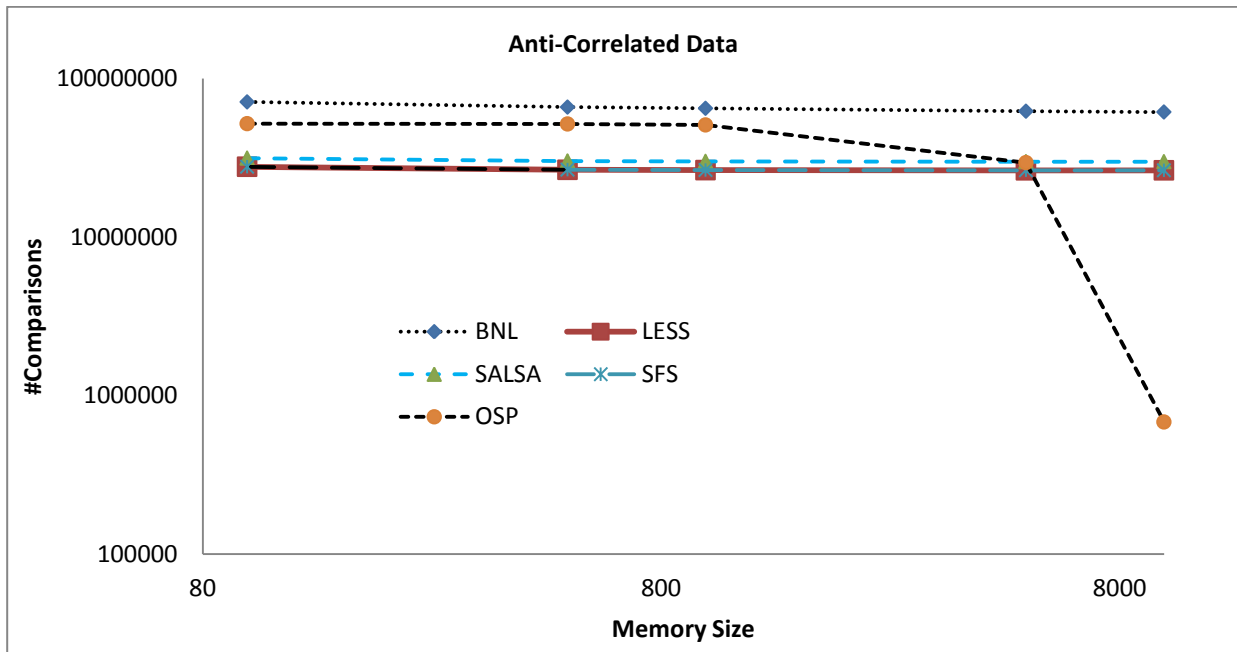 Anti-Correlated Data
100000000
10000000
1000000
100000
#Comparisons
BNL
LESS
SALSA
SFS
OSP
80
800
8000
Memory Size